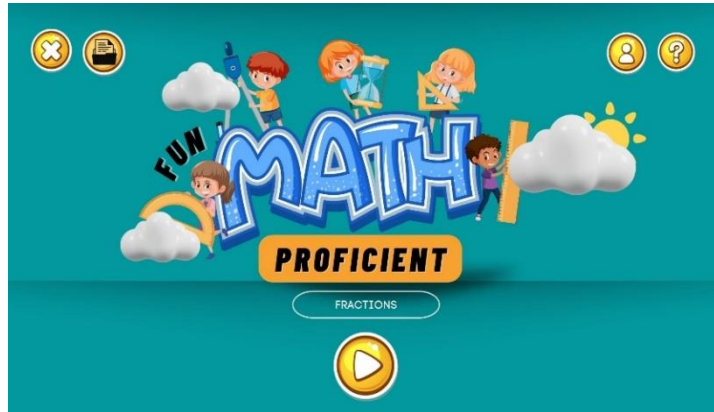 FUN
MATH
PROFICIENT
FRACTIONS
?